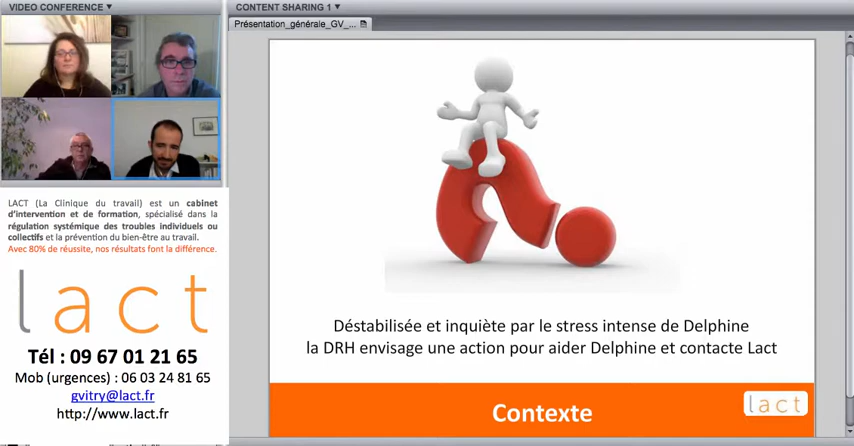 VIDEO CONFERENCE
CONTENT SHARING 1
Présentation_générale_GV_...
LACT (La Clinique du travail) est un cabinet
d'intervention et de formation, spécialisé dans la
régulation systémique des troubles individuels ou
collectifs et la prévention du bien-être au travail.
Avec 80% de réussite, nos résultats font la différence.
lact
Tél : 09 67 01 21 65
Mob (urgences) : 06 03 24 81 65
gvitry@lact.fr
http://www.lact.fr
Déstabilisée et inquiète par le stress intense de Delphine
la DRH envisage une action pour aider Delphine et contacte Lact
Contexte
lact